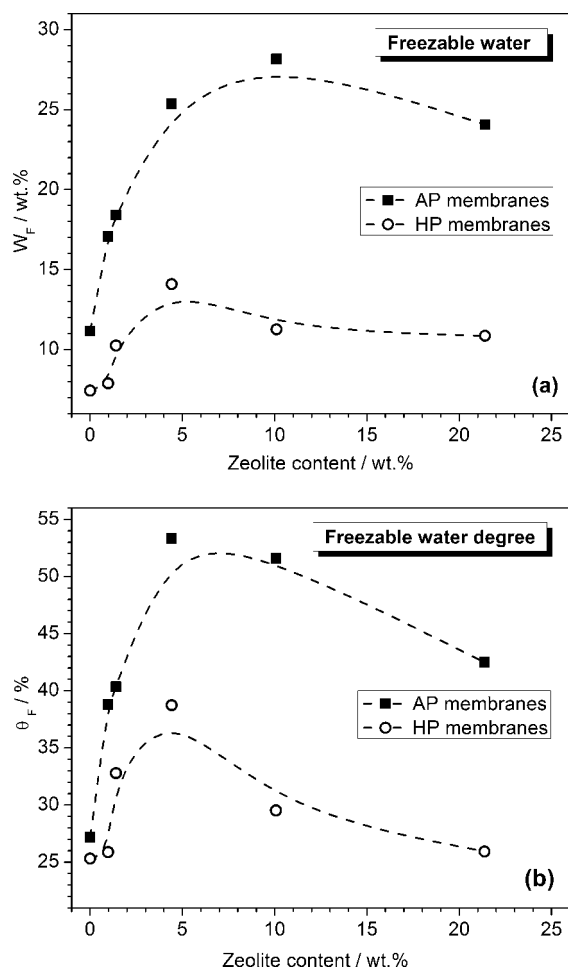 30
Freezable water
25
20
AP membranes
HP membranes
W_F / wt.%
15
10
(a)
0 5 10 15 20 25
Zeolite content / wt.%
55
Freezable water degree
50
45
40
AP membranes
HP membranes
θ_F / %
35
30
25
(b)
0 5 10 15 20 25
Zeolite content / wt.%